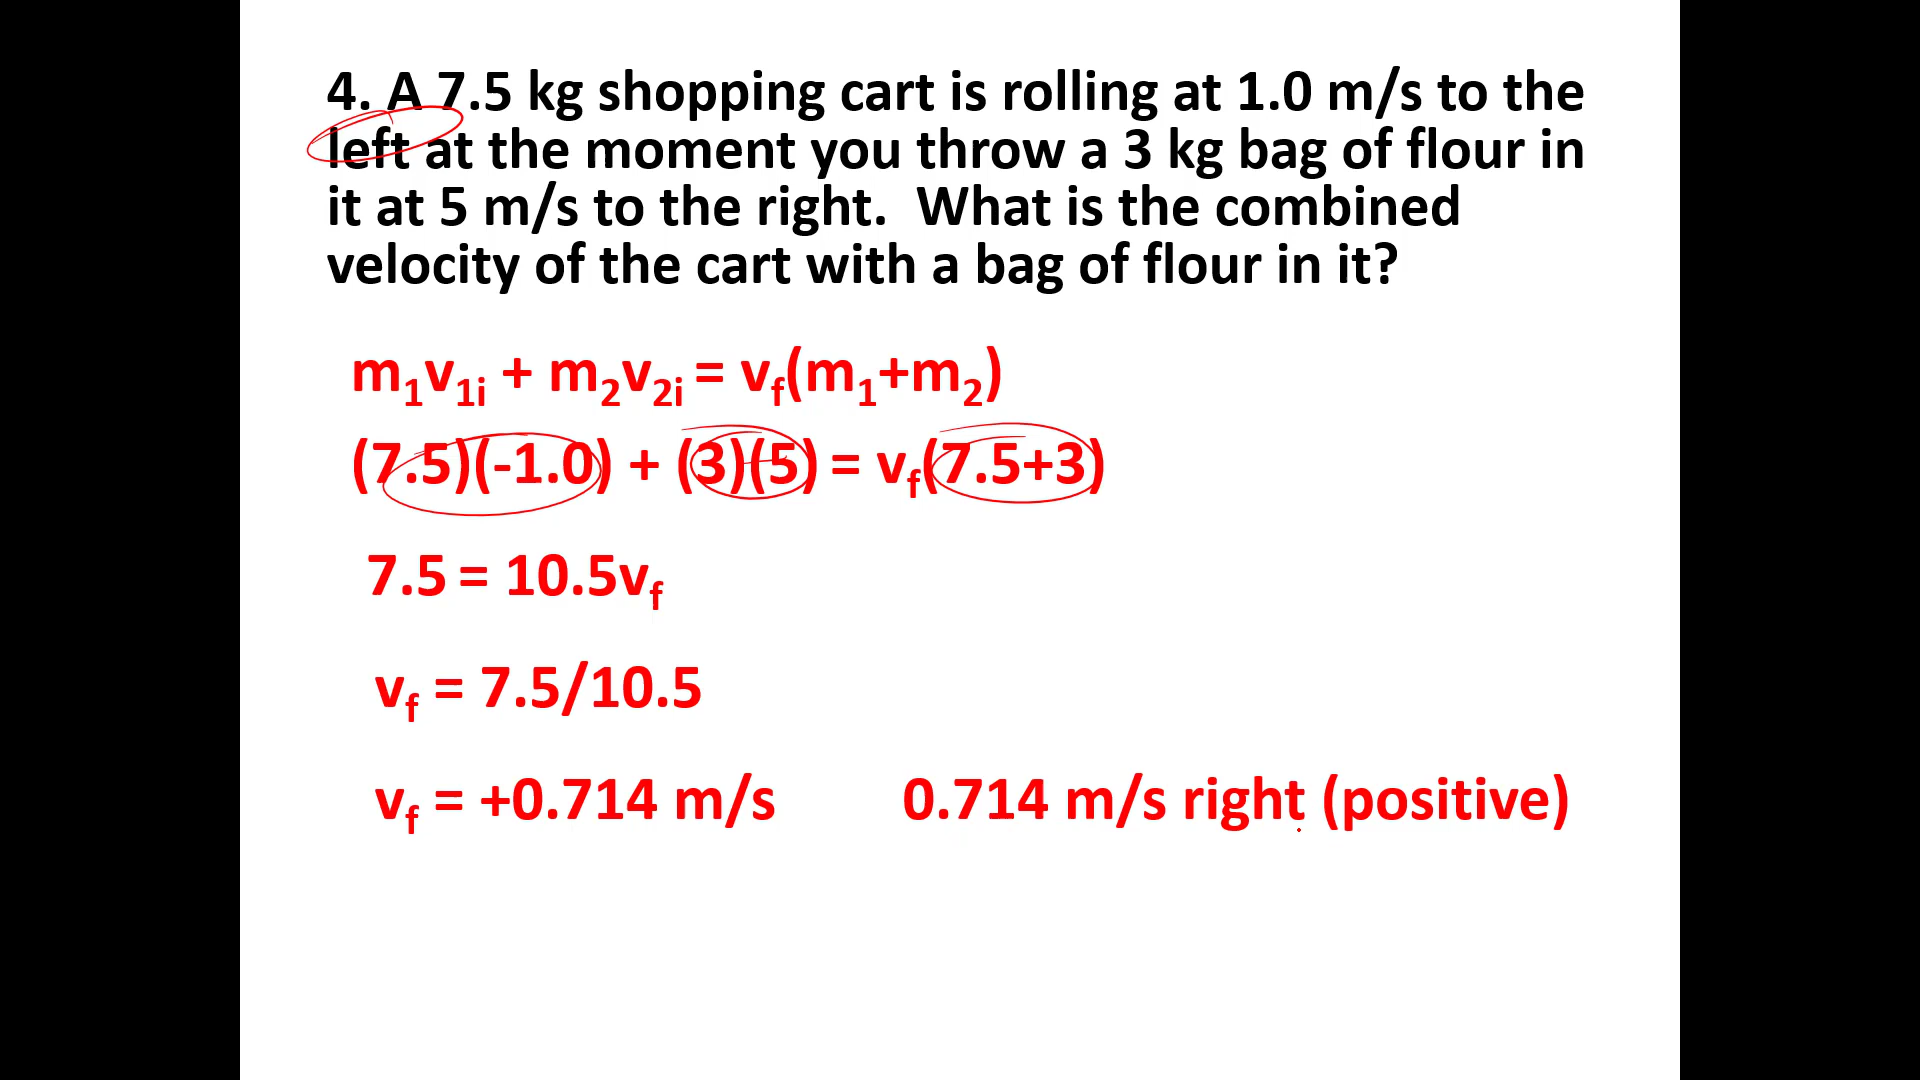 4. A 7.5 kg shopping cart is rolling at 1.0 m/s to the
left at the moment you throw a 3 kg bag of flour in
it at 5 m/s to the right.  What is the combined
velocity of the cart with a bag of flour in it?
m₁v₁ᵢ + m₂v₂ᵢ = v_f(m₁+m₂)
(7.5)(-1.0) + (3)(5) = v_f(7.5+3)
7.5 = 10.5v_f
v_f = 7.5/10.5
v_f = +0.714 m/s 0.714 m/s right (positive)